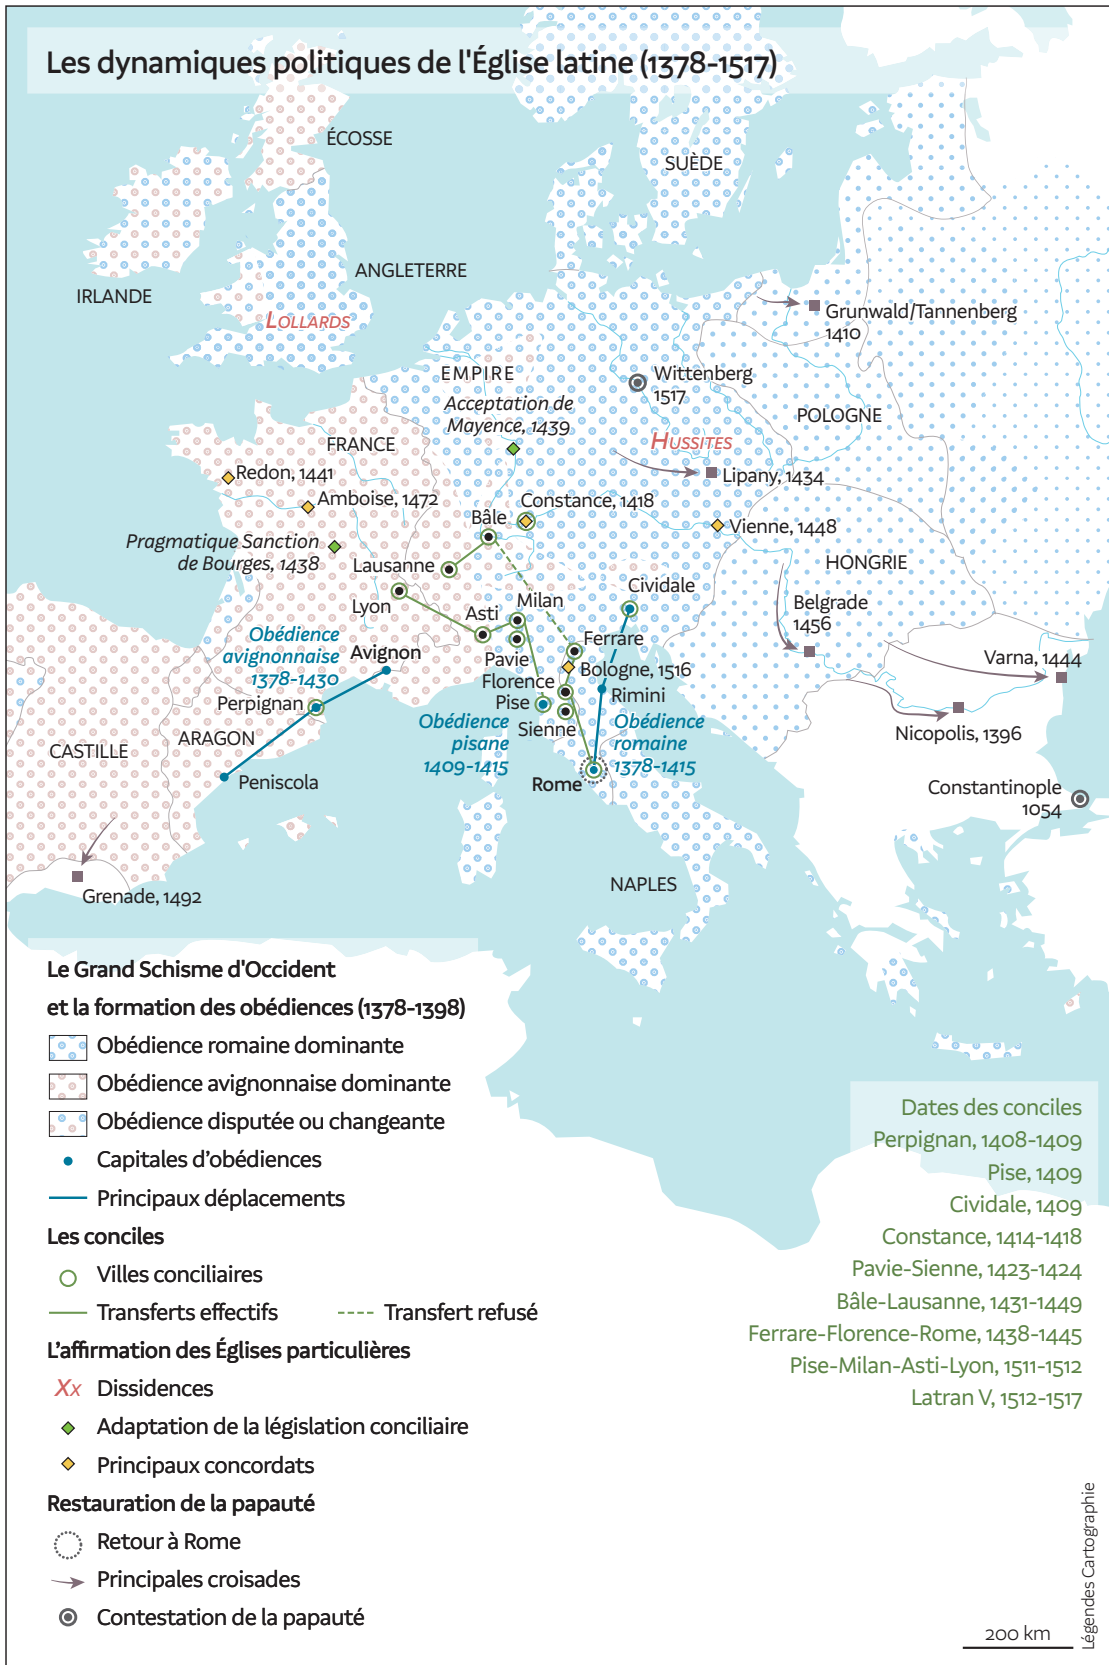 Les dynamiques politiques de l'Église latine (1378-1517)
ÉCOSSE
SUÈDE
IRLANDE
ANGLETERRE
LOLLARDS
Grunwald/Tannenberg
1410
EMPIRE
Wittenberg
1517
Acceptation de
Mayence, 1439
POLOGNE
FRANCE
HUSSITES
Redon, 1441
Lipany, 1434
Amboise, 1472
Constance, 1418
Bâle
Vienne, 1448
Pragmatique Sanction
de Bourges, 1438
Lausanne
HONGRIE
Lyon
Asti
Milan
Cividale
Belgrade
1456
Obédience
avignonnaise
1378-1430
Avignon
Ferrare
Pavie
Bologne, 1516
Varna, 1444
Florence
Perpignan
Pise
Rimini
CASTILLE
ARAGON
Obédience
pisane
1409-1415
Sienne
Obédience
romaine
1378-1415
Nicopolis, 1396
Peniscola
Rome
Constantinople
1054
Grenade, 1492
NAPLES
Le Grand Schisme d'Occident
et la formation des obédiences (1378-1398)
Obédience romaine dominante
Obédience avignonnaise dominante
Obédience disputée ou changeante
Capitales d'obédiences
Principaux déplacements
Les conciles
Villes conciliaires
Transferts effectifs
Transfert refusé
L'affirmation des Églises particulières
Xx Dissidences
Adaptation de la législation conciliaire
Principaux concordats
Restauration de la papauté
Retour à Rome
Principales croisades
Contestation de la papauté
Dates des conciles
Perpignan, 1408-1409
Pise, 1409
Cividale, 1409
Constance, 1414-1418
Pavie-Sienne, 1423-1424
Bâle-Lausanne, 1431-1449
Ferrare-Florence-Rome, 1438-1445
Pise-Milan-Asti-Lyon, 1511-1512
Latran V, 1512-1517
200 km
Légendes Cartographie